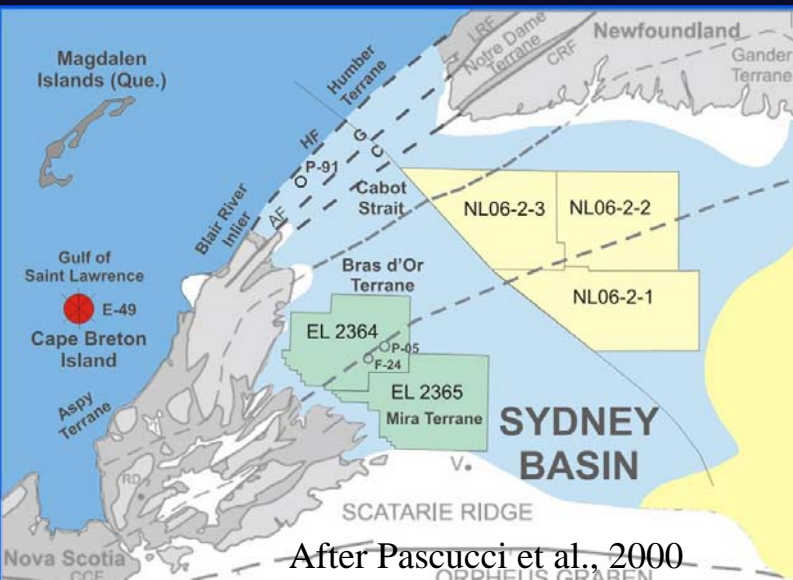 Newfoundland
LRF
Notre Dame
Terrane
CRF
Gander
Terrane
Magdalen
Islands (Que.)
Humber
Terrane
HF
G
C
P-91
Cabot
Strait
AF
Blair River
Inlier
NL06-2-3
NL06-2-2
NL06-2-1
Gulf of
Saint Lawrence
E-49
Cape Breton
Island
Bras d'Or
Terrane
EL 2364
P-05
F-24
EL 2365
Mira Terrane
Aspy
Terrane
SYDNEY
BASIN
RD
V
SCATARIE RIDGE
Nova Scotia
After Pascucci et al., 2000
CCF
ORPHEUS GRABEN